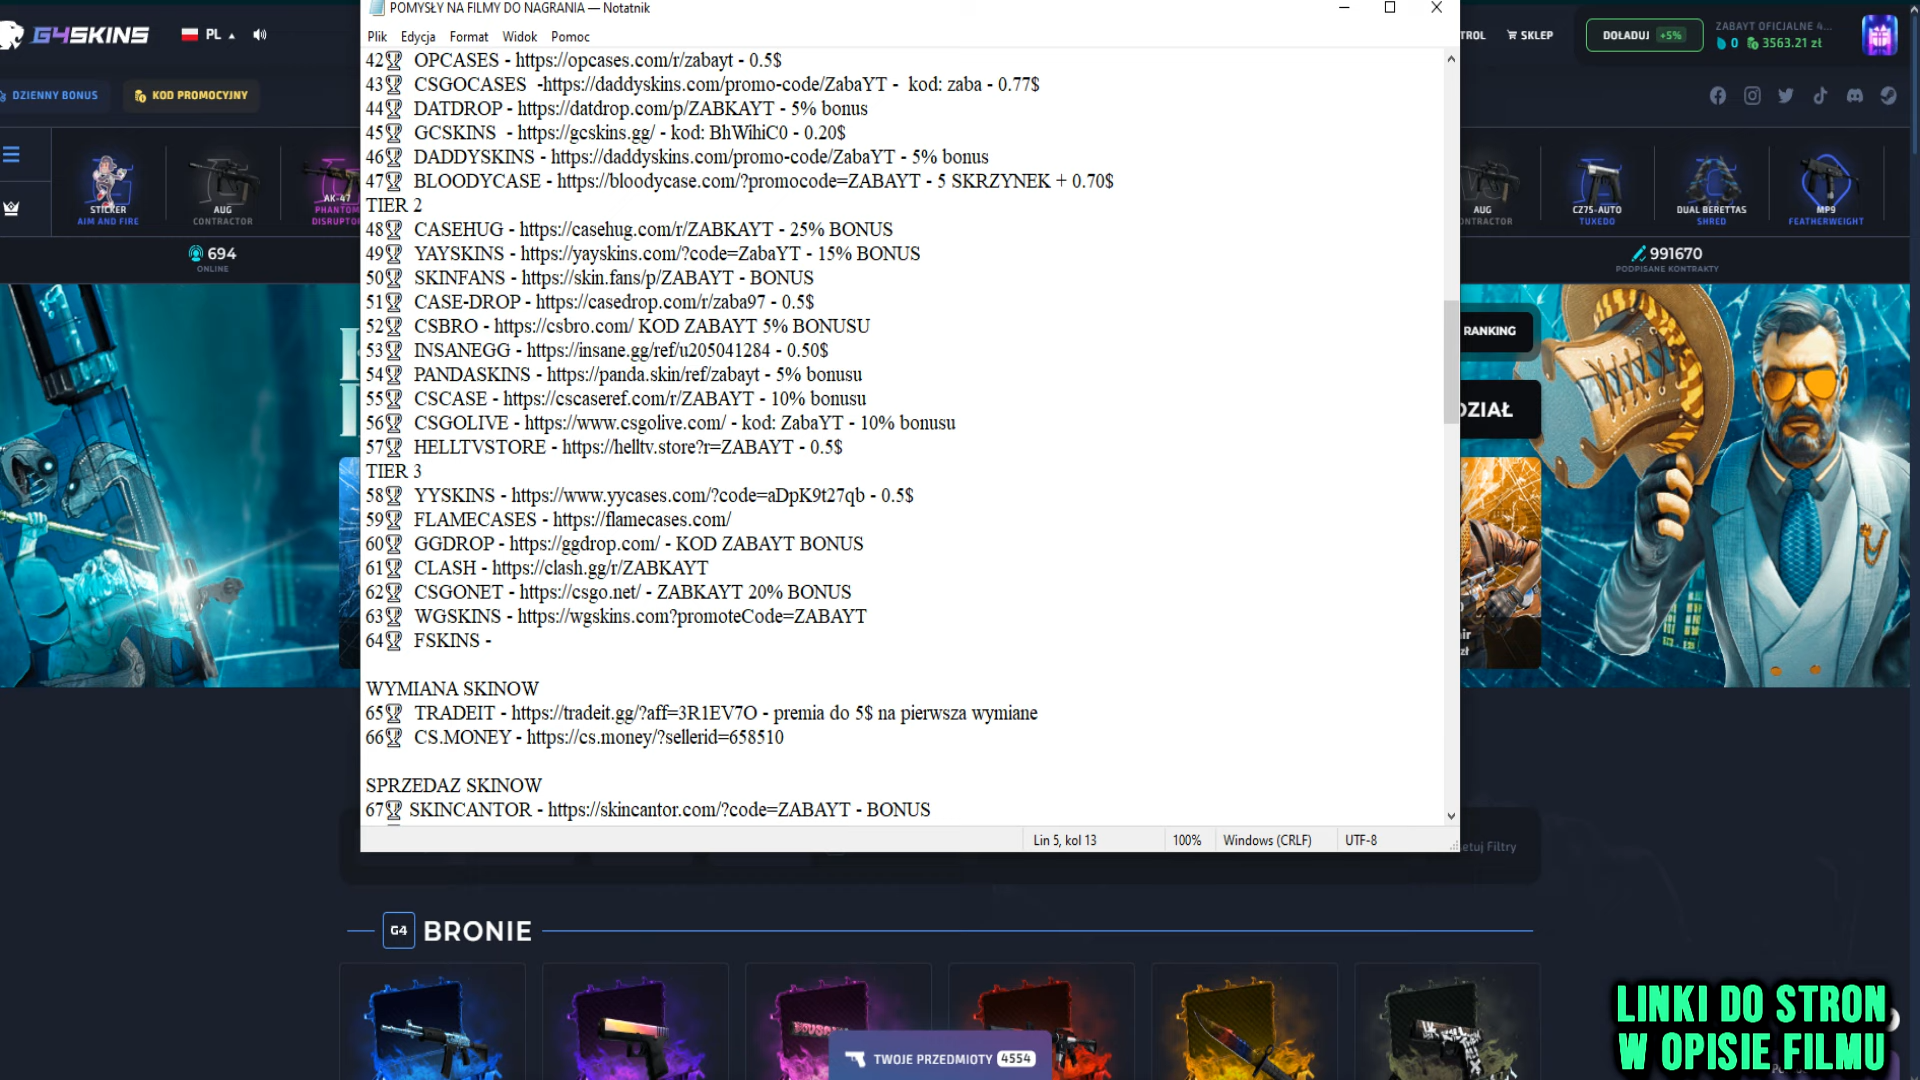 POMYSŁY NA FILMY DO NAGRANIA — Notatnik
Plik Edycja Format Widok Pomoc
G4SKINS
PL
TROL
SKLEP
DOŁADUJ +5%
ZABAYT OFICJALNE 4...
0 3563.21 zł
DZIENNY BONUS
KOD PROMOCYJNY
STICKER
AIM AND FIRE
AUG
CONTRACTOR
AK-47
PHANTOM
DISRUPTO
AUG
ONTRACTOR
CZ75-AUTO
TUXEDO
DUAL BERETTAS
SHRED
MP9
FEATHERWEIGHT
694
ONLINE
991670
PODPISANE KONTRAKTY
42🏆 OPCASES - https://opcases.com/r/zabayt - 0.5$
43🏆 CSGOCASES -https://daddyskins.com/promo-code/ZabaYT - kod: zaba - 0.77$
44🏆 DATDROP - https://datdrop.com/p/ZABKAYT - 5% bonus
45🏆 GCSKINS - https://gcskins.gg/ - kod: BhWihiC0 - 0.20$
46🏆 DADDYSKINS - https://daddyskins.com/promo-code/ZabaYT - 5% bonus
47🏆 BLOODYCASE - https://bloodycase.com/?promocode=ZABAYT - 5 SKRZYNEK + 0.70$
TIER 2
48🏆 CASEHUG - https://casehug.com/r/ZABKAYT - 25% BONUS
49🏆 YAYSKINS - https://yayskins.com/?code=ZabaYT - 15% BONUS
50🏆 SKINFANS - https://skin.fans/p/ZABAYT - BONUS
51🏆 CASE-DROP - https://casedrop.com/r/zaba97 - 0.5$
52🏆 CSBRO - https://csbro.com/ KOD ZABAYT 5% BONUSU
53🏆 INSANEGG - https://insane.gg/ref/u205041284 - 0.50$
54🏆 PANDASKINS - https://panda.skin/ref/zabayt - 5% bonusu
55🏆 CSCASE - https://cscaseref.com/r/ZABAYT - 10% bonusu
56🏆 CSGOLIVE - https://www.csgolive.com/ - kod: ZabaYT - 10% bonusu
57🏆 HELLTVSTORE - https://helltv.store?r=ZABAYT - 0.5$
TIER 3
58🏆 YYSKINS - https://www.yycases.com/?code=aDpK9t27qb - 0.5$
59🏆 FLAMECASES - https://flamecases.com/
60🏆 GGDROP - https://ggdrop.com/ - KOD ZABAYT BONUS
61🏆 CLASH - https://clash.gg/r/ZABKAYT
62🏆 CSGONET - https://csgo.net/ - ZABKAYT 20% BONUS
63🏆 WGSKINS - https://wgskins.com?promoteCode=ZABAYT
64🏆 FSKINS -
WYMIANA SKINOW
65🏆 TRADEIT - https://tradeit.gg/?aff=3R1EV7O - premia do 5$ na pierwsza wymiane
66🏆 CS.MONEY - https://cs.money/?sellerid=658510
SPRZEDAZ SKINOW
67🏆 SKINCANTOR - https://skincantor.com/?code=ZABAYT - BONUS
Lin 5, kol 13 100% Windows (CRLF) UTF-8
RANKING
DZIAŁ
zł
etuj Filtry
G4 BRONIE
TWOJE PRZEDMIOTY 4554
LINKI DO STRON
W OPISIE FILMU